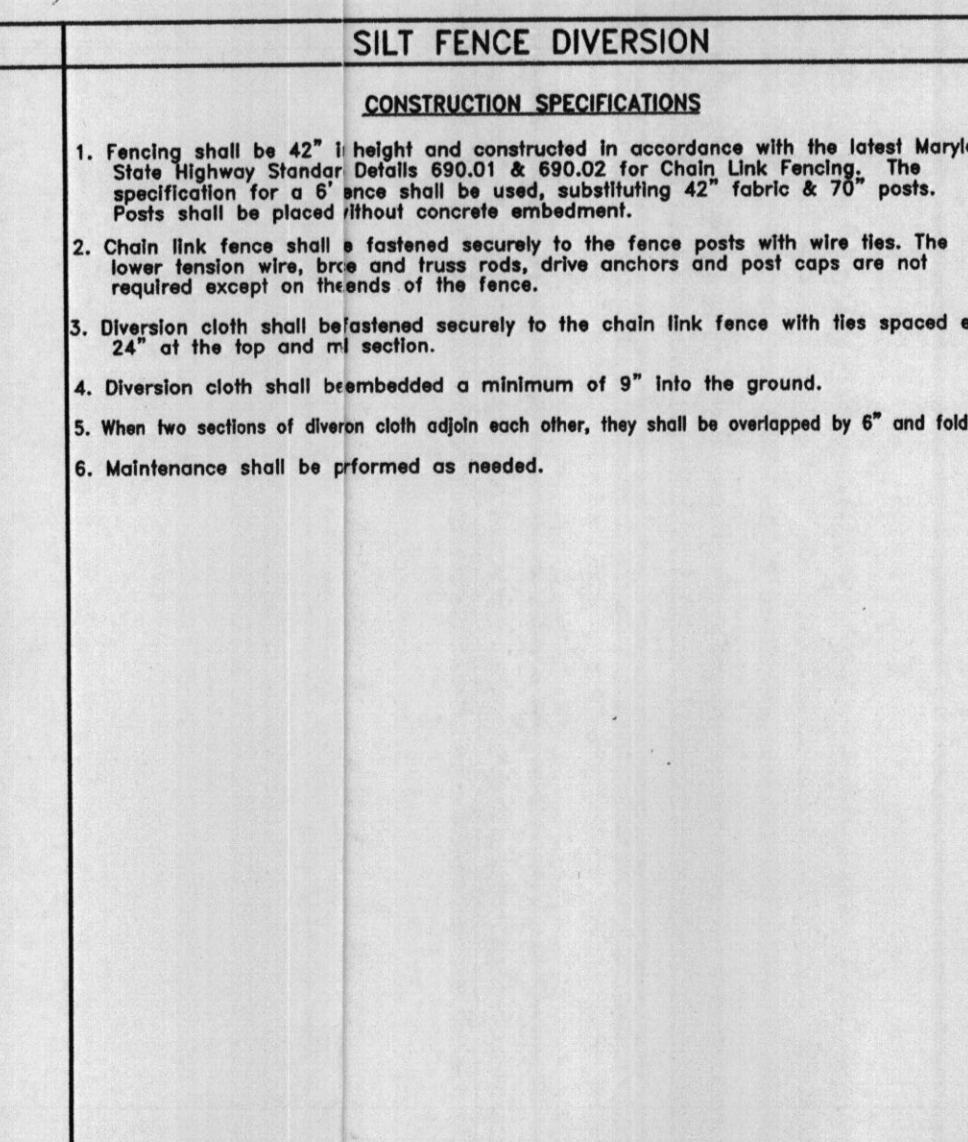 SILT FENCE DIVERSION
CONSTRUCTION SPECIFICATIONS
1. Fencing shall be 42" i height and constructed in accordance with the latest Maryl
State Highway Standar Details 690.01 & 690.02 for Chain Link Fencing. The
specification for a 6' ence shall be used, substituting 42" fabric & 70" posts.
Posts shall be placed ithout concrete embedment.
2. Chain link fence shall e fastened securely to the fence posts with wire ties. The
lower tension wire, brce and truss rods, drive anchors and post caps are not
required except on the ends of the fence.
3. Diversion cloth shall be fastened securely to the chain link fence with ties spaced e
24" at the top and mi section.
4. Diversion cloth shall be embedded a minimum of 9" into the ground.
5. When two sections of diveron cloth adjoin each other, they shall be overlapped by 6" and fold
6. Maintenance shall be prformed as needed.